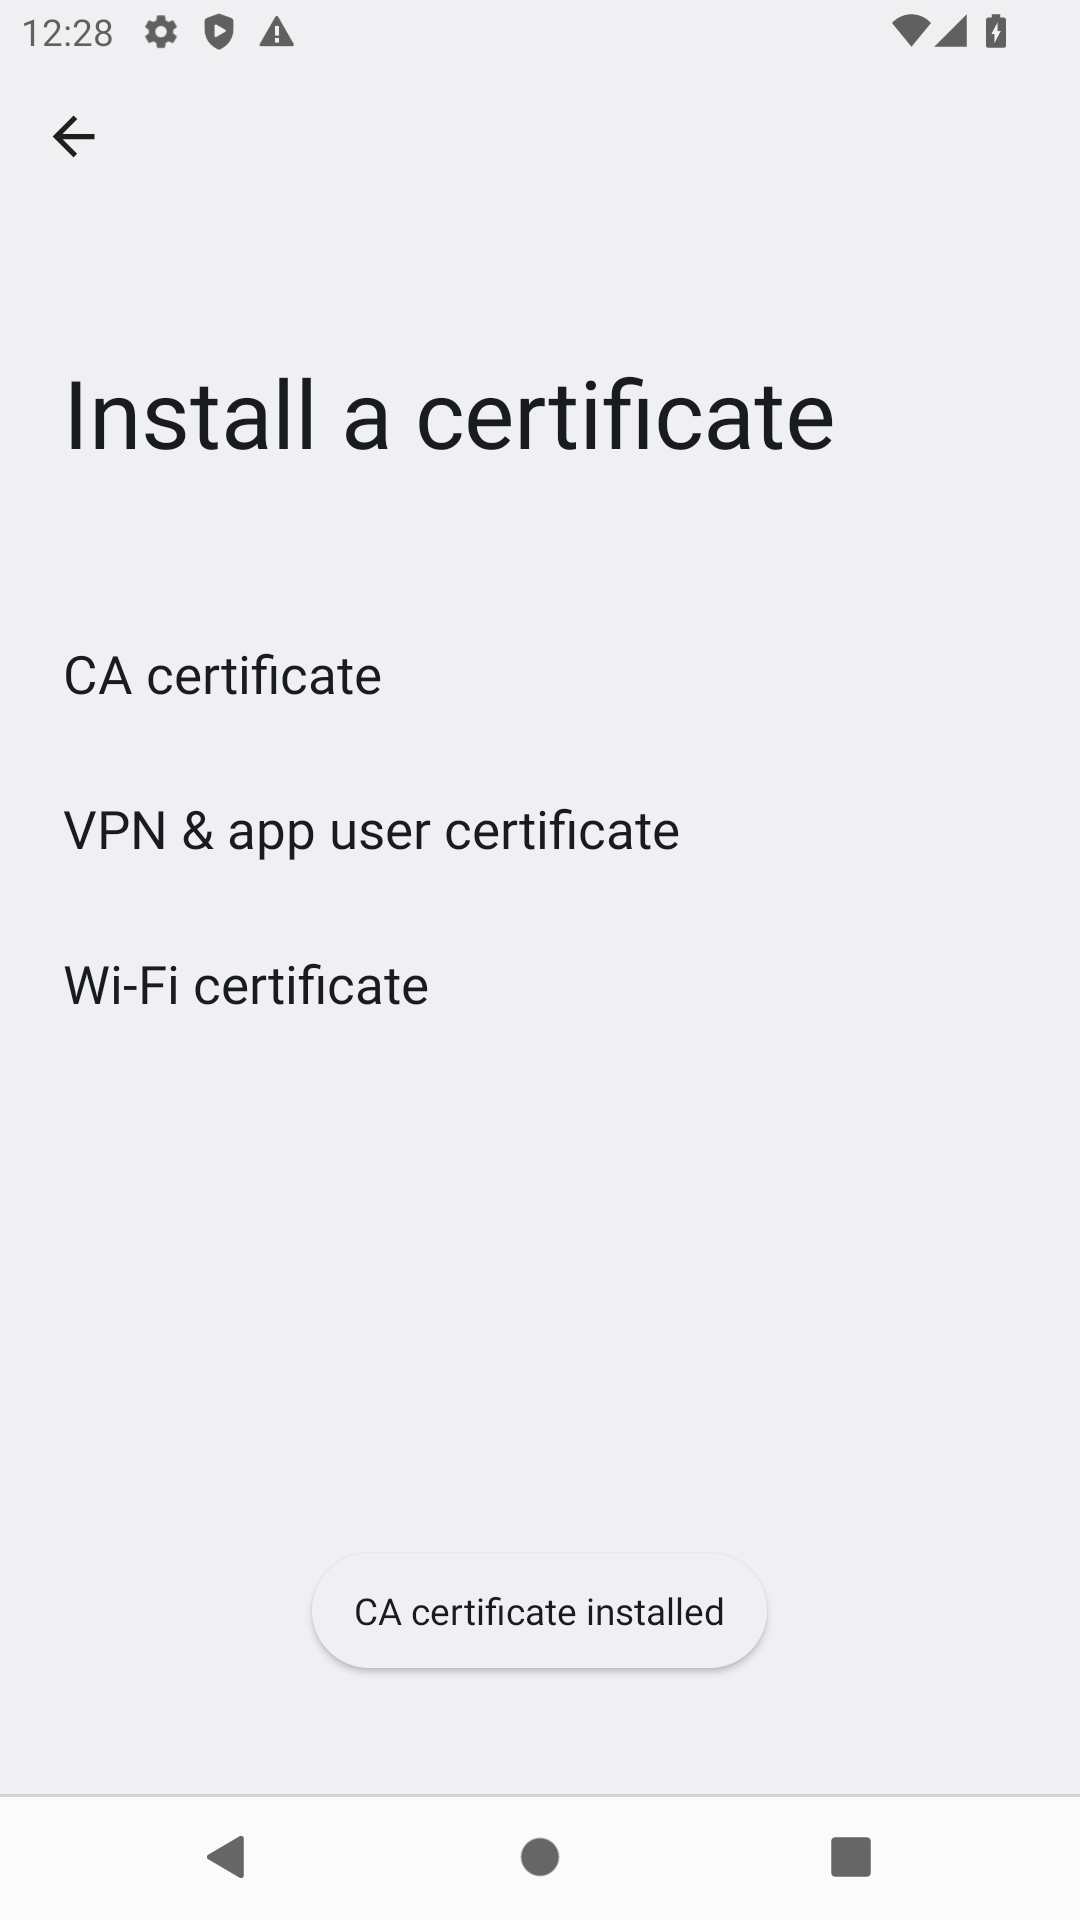 12:28
Install a certificate
CA certificate
VPN & app user certificate
Wi-Fi certificate
CA certificate installed